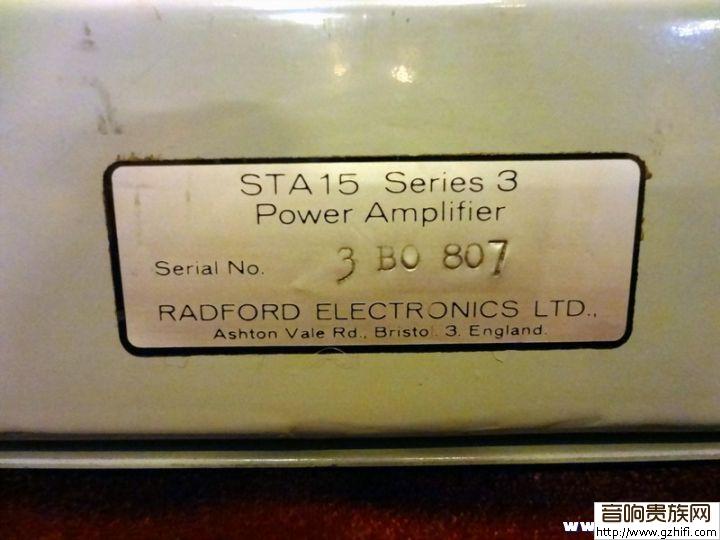 STA15 Series 3
Power Amplifier
Serial No. 3 BO 807
RADFORD ELECTRONICS LTD.,
Ashton Vale Rd., Bristol. 3. England.
www
音响贵族网
http://www.gzhifi.com